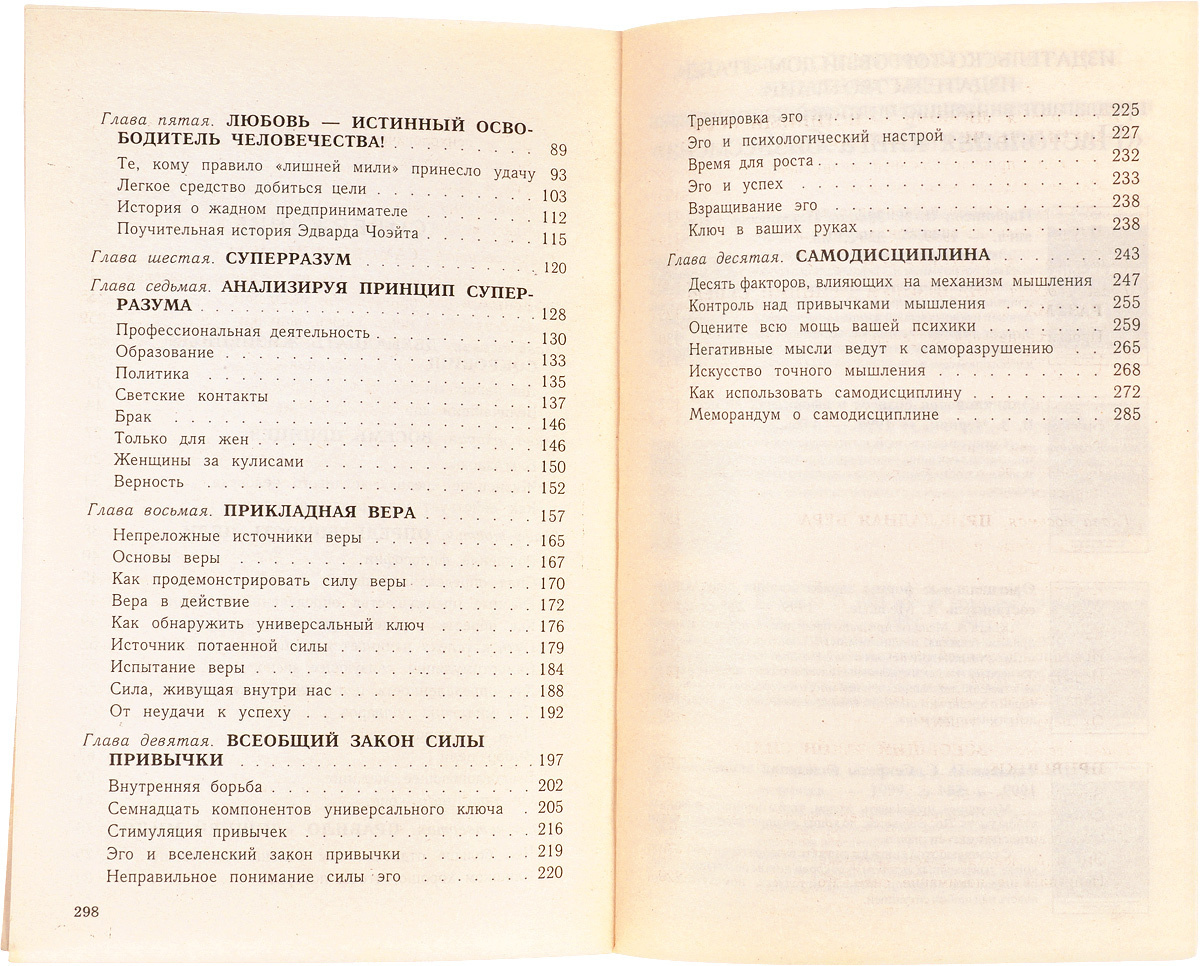 Глава пятая. ЛЮБОВЬ — ИСТИННЫЙ ОСВО-
БОДИТЕЛЬ ЧЕЛОВЕЧЕСТВА! . . . . . . . . 89
Те, кому правило «лишней мили» принесло удачу 93
Легкое средство добиться цели . . . . . . . . 103
История о жадном предпринимателе . . . . . . 112
Поучительная история Эдварда Чоэйта . . . . . . 115
Глава шестая. СУПЕРРАЗУМ . . . . . . . . . 120
Глава седьмая. АНАЛИЗИРУЯ ПРИНЦИП СУПЕР-
РАЗУМА . . . . . . . . . . . . . . . . 128
Профессиональная деятельность . . . . . . . . 130
Образование . . . . . . . . . . . . . . . 133
Политика . . . . . . . . . . . . . . . . 135
Светские контакты . . . . . . . . . . . . . 137
Брак . . . . . . . . . . . . . . . . . . 146
Только для жен . . . . . . . . . . . . . . 146
Женщины за кулисами . . . . . . . . . . . 150
Верность . . . . . . . . . . . . . . . . 152
Глава восьмая. ПРИКЛАДНАЯ ВЕРА . . . . . . . 157
Непреложные источники веры . . . . . . . . . 165
Основы веры . . . . . . . . . . . . . . . 167
Как продемонстрировать силу веры . . . . . . . 170
Вера в действие . . . . . . . . . . . . . 172
Как обнаружить универсальный ключ . . . . . . 176
Источник потаенной силы . . . . . . . . . . 179
Испытание веры . . . . . . . . . . . . . . 184
Сила, живущая внутри нас . . . . . . . . . . 188
От неудачи к успеху . . . . . . . . . . . . 192
Глава девятая. ВСЕОБЩИЙ ЗАКОН СИЛЫ
ПРИВЫЧКИ . . . . . . . . . . . . . . . 197
Внутренняя борьба . . . . . . . . . . . . . 202
Семнадцать компонентов универсального ключа . 205
Стимуляция привычек . . . . . . . . . . . . 216
Эго и вселенский закон привычки . . . . . . . 219
Неправильное понимание силы эго . . . . . . . 220
298
Тренировка эго . . . . . . . . . . . . . . 225
Эго и психологический настрой . . . . . . . . 227
Время для роста . . . . . . . . . . . . . . 232
Эго и успех . . . . . . . . . . . . . . . 233
Взращивание эго . . . . . . . . . . . . . . 238
Ключ в ваших руках . . . . . . . . . . . . 238
Глава десятая. САМОДИСЦИПЛИНА . . . . . . . 243
Десять факторов, влияющих на механизм мышления 247
Контроль над привычками мышления . . . . . . 255
Оцените всю мощь вашей психики . . . . . . . 259
Негативные мысли ведут к саморазрушению . . 265
Искусство точного мышления . . . . . . . . . 268
Как использовать самодисциплину . . . . . . . 272
Меморандум о самодисциплине . . . . . . . . 285